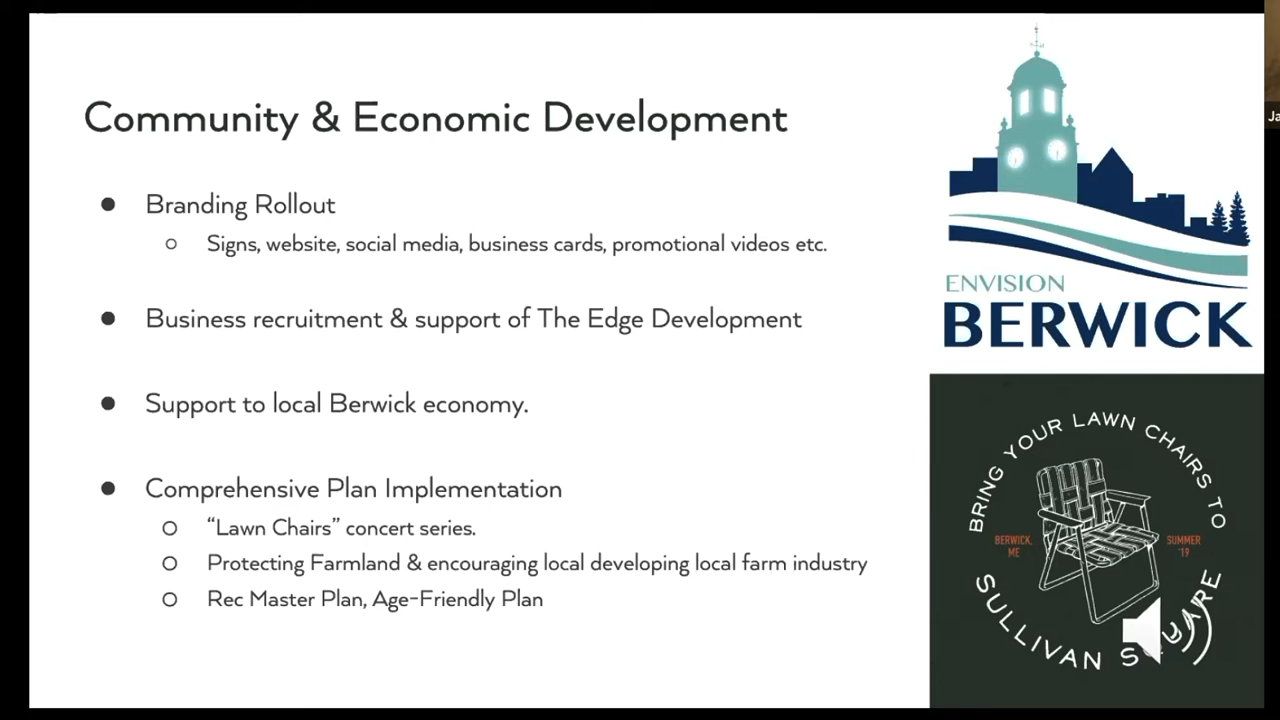 Community & Economic Development
● Branding Rollout
○ Signs, website, social media, business cards, promotional videos etc.
● Business recruitment & support of The Edge Development
● Support to local Berwick economy.
● Comprehensive Plan Implementation
○ “Lawn Chairs” concert series.
○ Protecting Farmland & encouraging local developing local farm industry
○ Rec Master Plan, Age-Friendly Plan
ENVISION
BERWICK
BRING YOUR LAWN CHAIRS TO
BERWICK, ME
SUMMER '19
SULLIVAN SQUARE
Ja